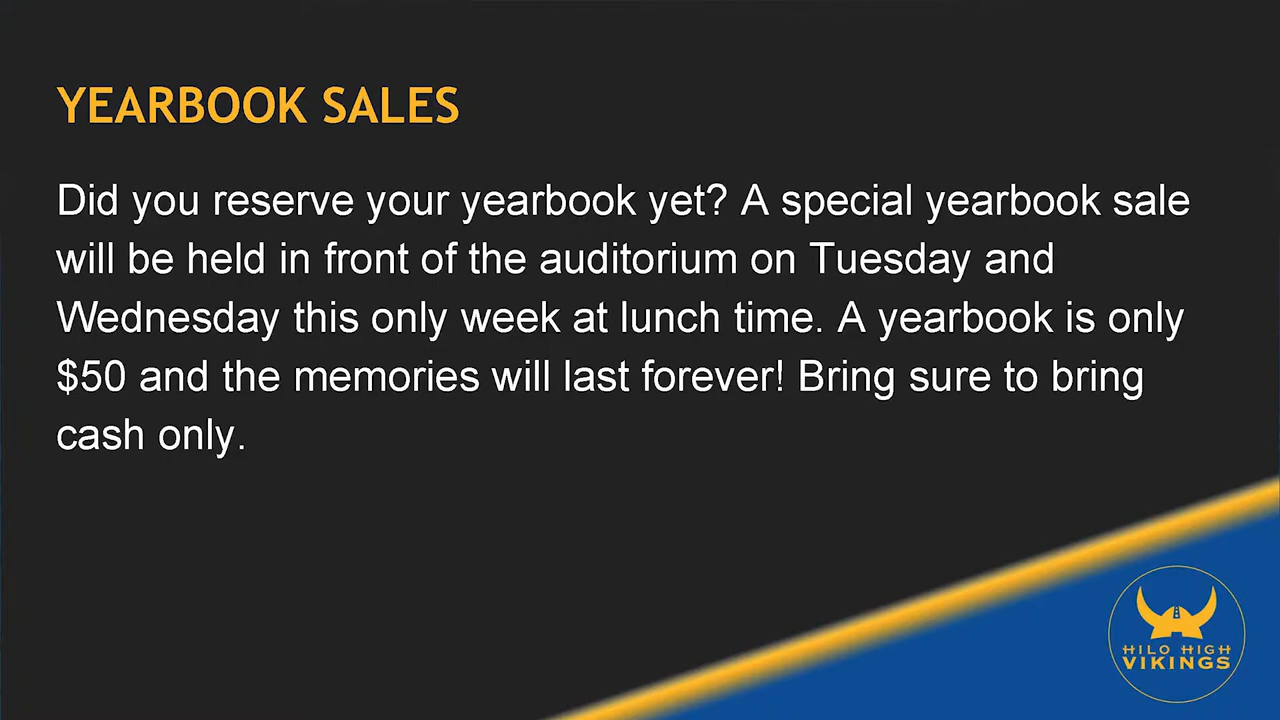 YEARBOOK SALES
Did you reserve your yearbook yet? A special yearbook sale
will be held in front of the auditorium on Tuesday and
Wednesday this only week at lunch time. A yearbook is only
$50 and the memories will last forever! Bring sure to bring
cash only.
HILO HIGH
VIKINGS